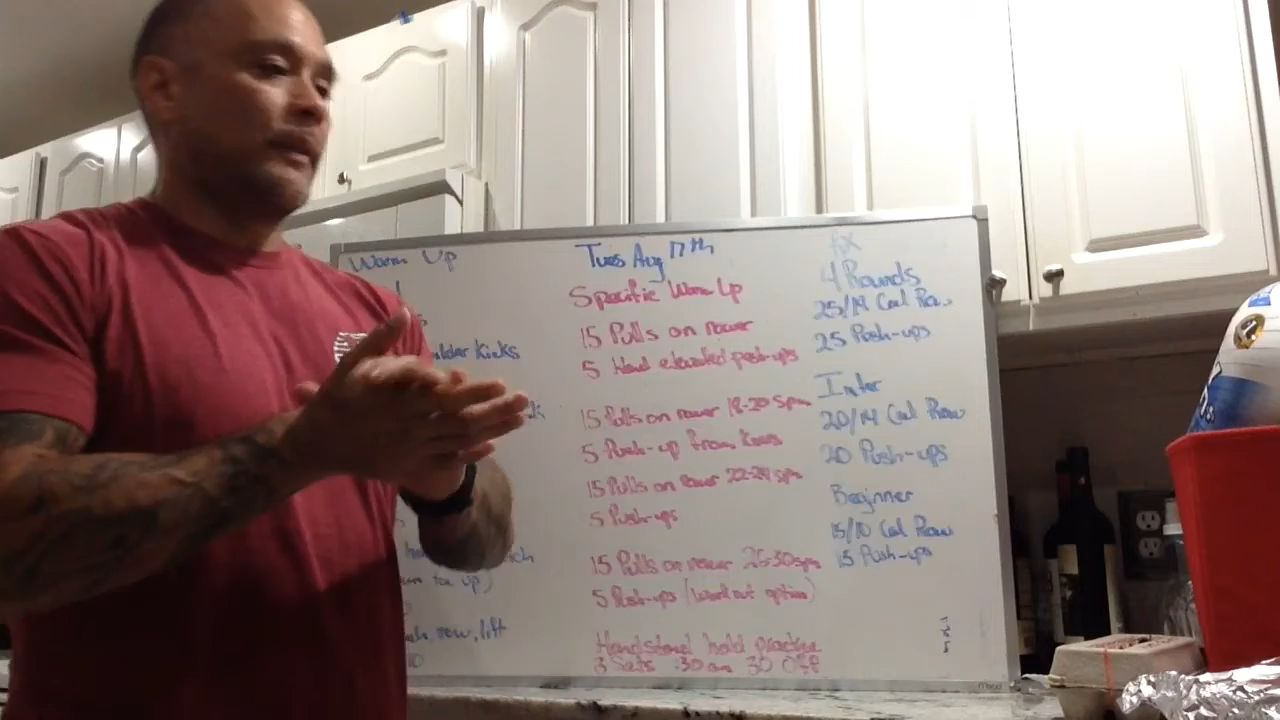 Warm Up
Kicks
row, lift
Tues Aug 17th
Specific Warm Up
15 Pulls on rower
5 Hand elevated push-ups
15 Pulls on rower 18-20 spm
5 Push-up from knees
15 Pulls on rower 22-24 spm
5 Push-ups
15 Pulls on rower 26-30 spm
5 Push-ups (workout option)
Handstand hold practice
3 Sets :30 on 30 OFF
RX
4 Rounds
25/19 Cal Row
25 Push-ups
Inter
20/14 Cal Row
20 Push-ups
Beginner
15/10 Cal Row
15 Push-ups